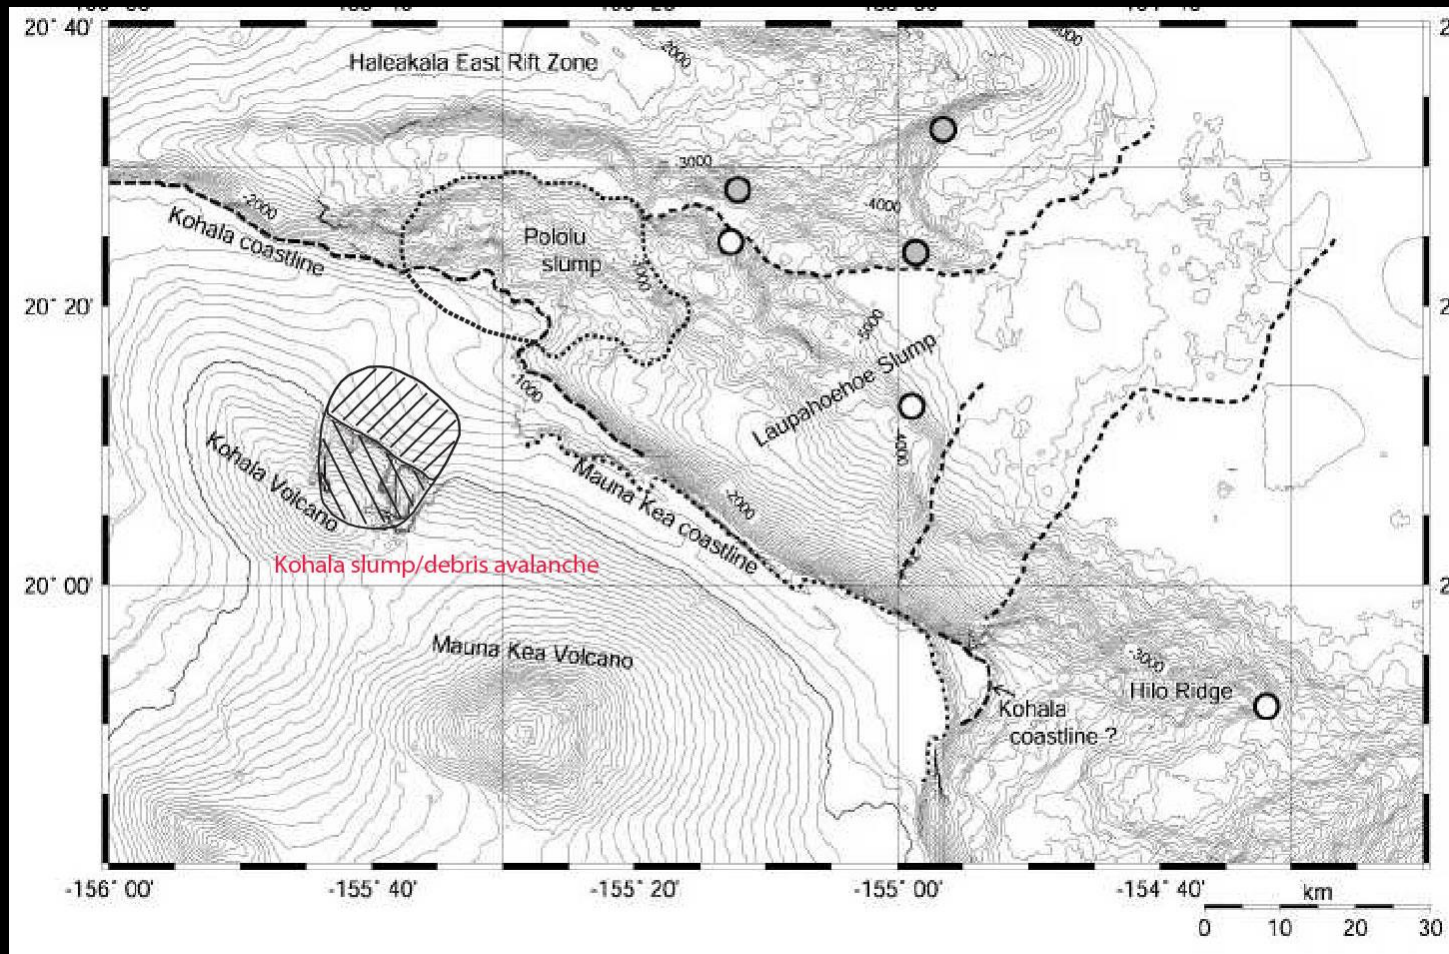 20° 40'
Haleakala East Rift Zone
-2000
-3000
-2000
-4000
Kohala coastline
Pololu
slump
20° 20'
-5000
-1000
Laupahoehoe Slump
4000
Kohala Volcano
Mauna Kea coastline
-2000
Kohala slump/debris avalanche
20° 00'
Mauna Kea Volcano
-3000
Hilo Ridge
Kohala
coastline ?
-156° 00'
-155° 40'
-155° 20'
-155° 00'
-154° 40'
km
0 10 20 30